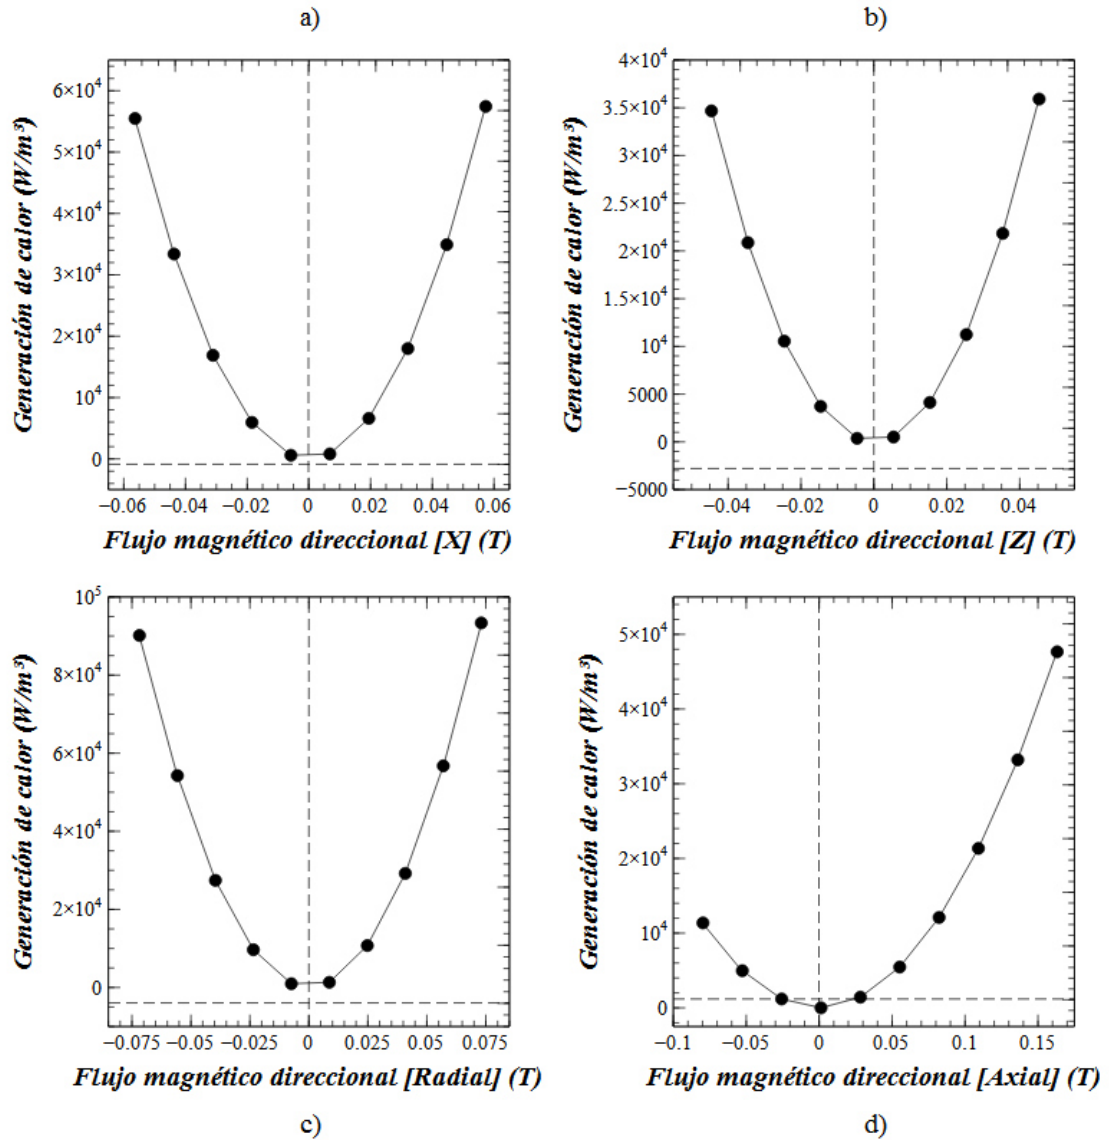 a)
b)
Generación de calor (W/m³)
6×10⁴
5×10⁴
4×10⁴
3×10⁴
2×10⁴
10⁴
0
−0.06 −0.04 −0.02 0 0.02 0.04 0.06
Flujo magnético direccional [X] (T)
Generación de calor (W/m³)
4×10⁴
3.5×10⁴
3×10⁴
2.5×10⁴
2×10⁴
1.5×10⁴
10⁴
5000
0
−5000
−0.04 −0.02 0 0.02 0.04
Flujo magnético direccional [Z] (T)
Generación de calor (W/m³)
10⁵
8×10⁴
6×10⁴
4×10⁴
2×10⁴
0
−0.075 −0.05 −0.025 0 0.025 0.05 0.075
Flujo magnético direccional [Radial] (T)
Generación de calor (W/m³)
5×10⁴
4×10⁴
3×10⁴
2×10⁴
10⁴
0
−0.1 −0.05 0 0.05 0.1 0.15
Flujo magnético direccional [Axial] (T)
c)
d)